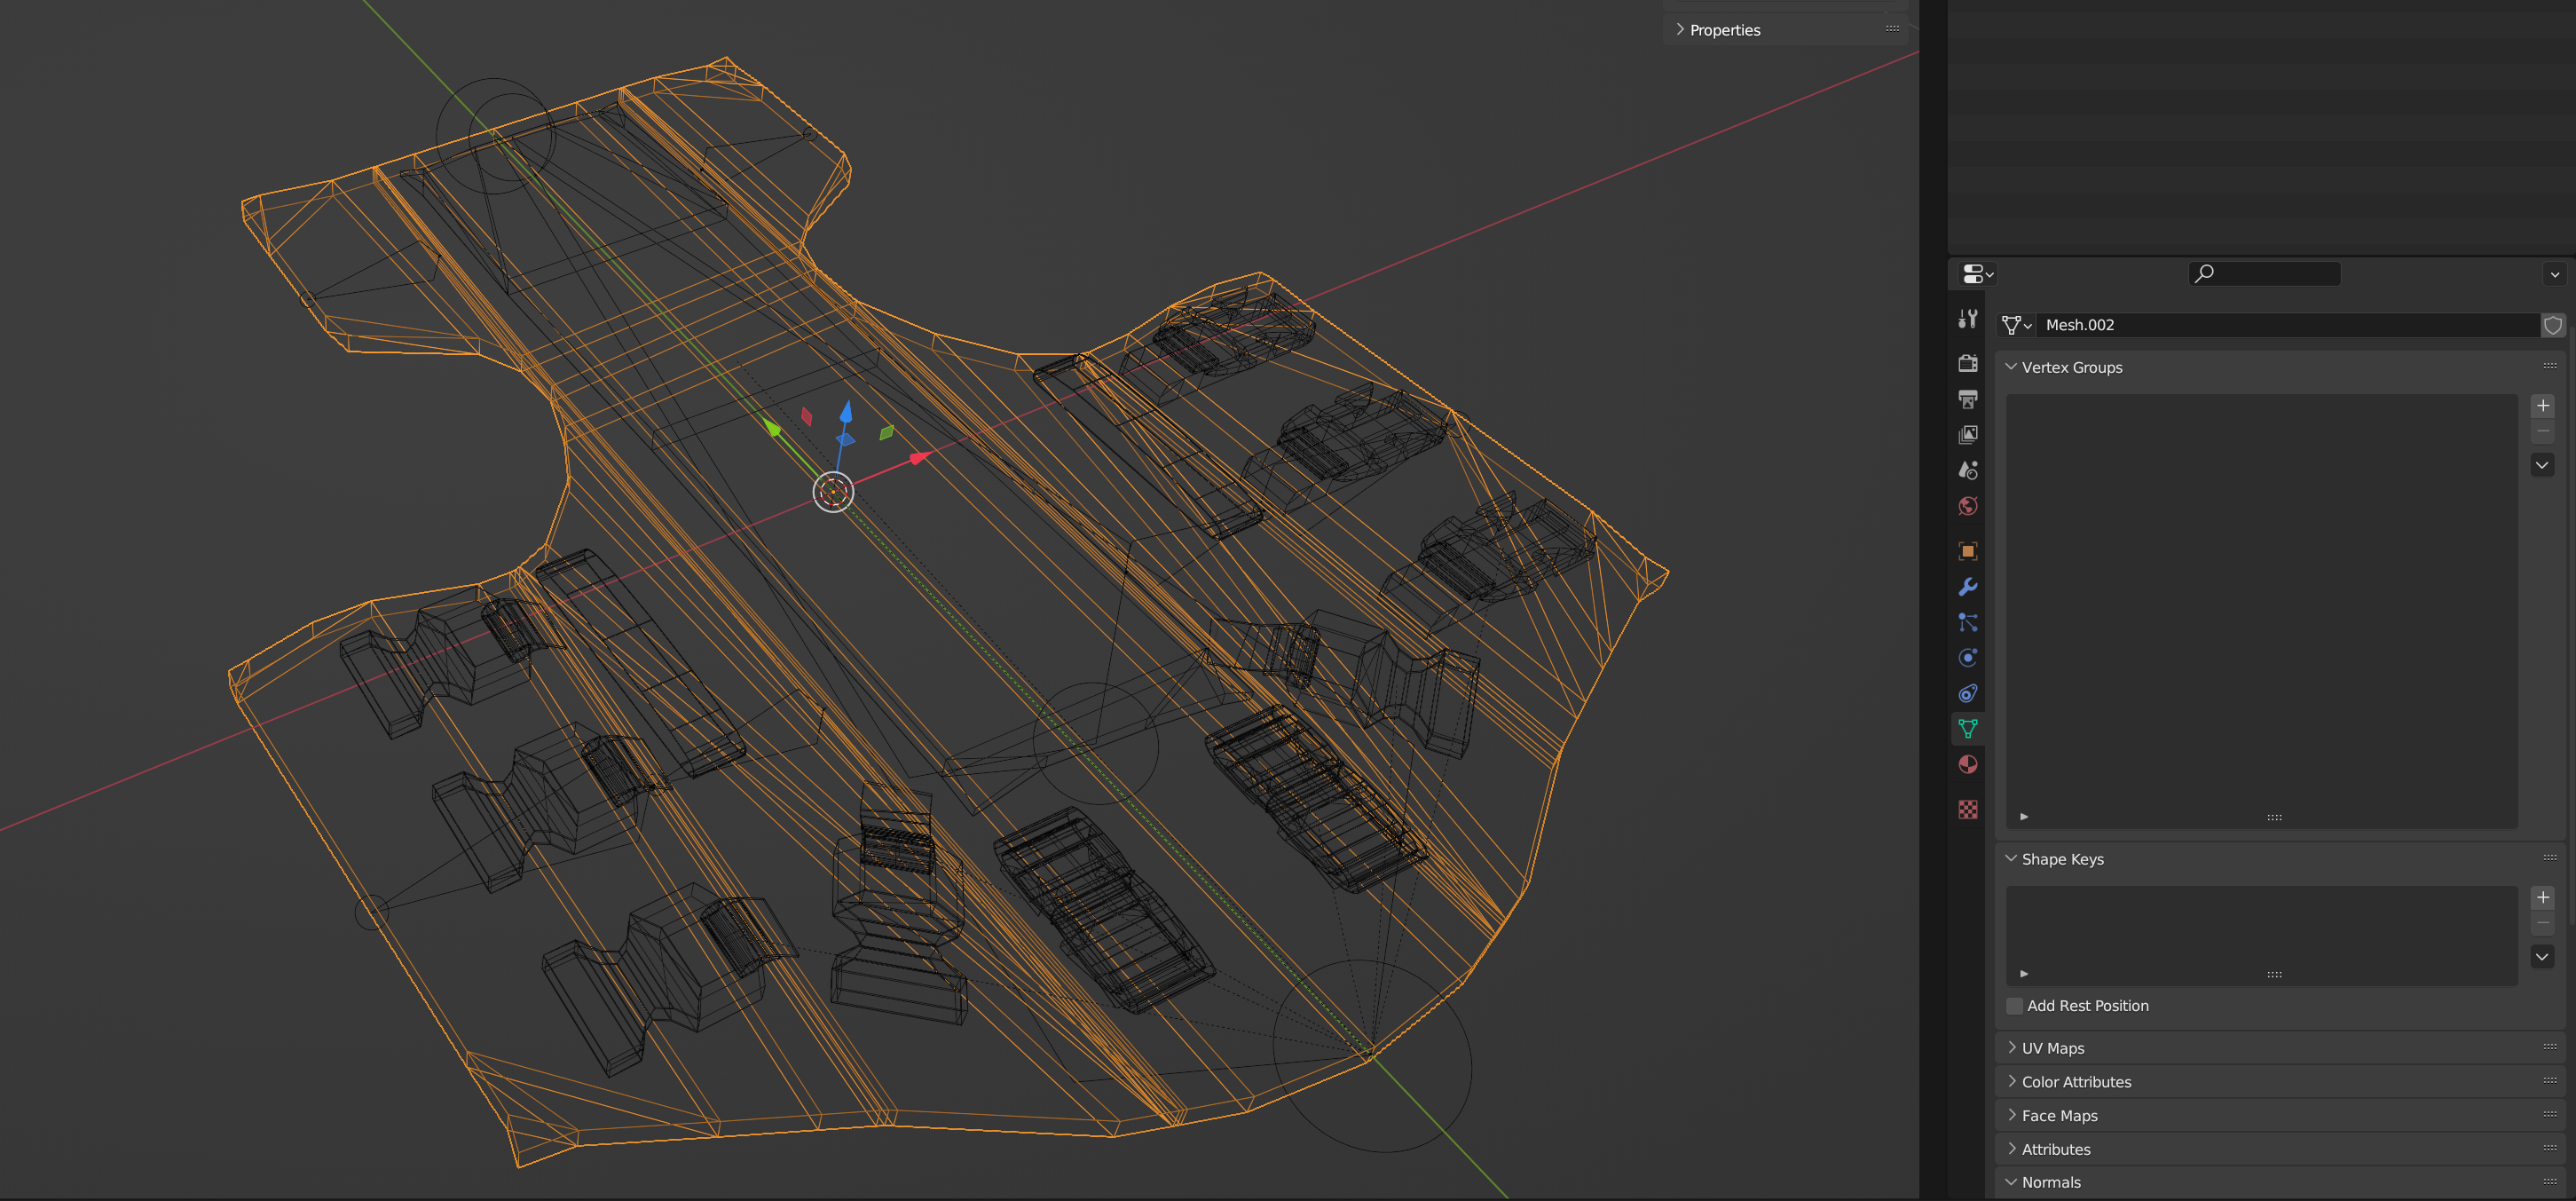 Properties
Mesh.002
Vertex Groups
Shape Keys
Add Rest Position
UV Maps
Color Attributes
Face Maps
Attributes
Normals